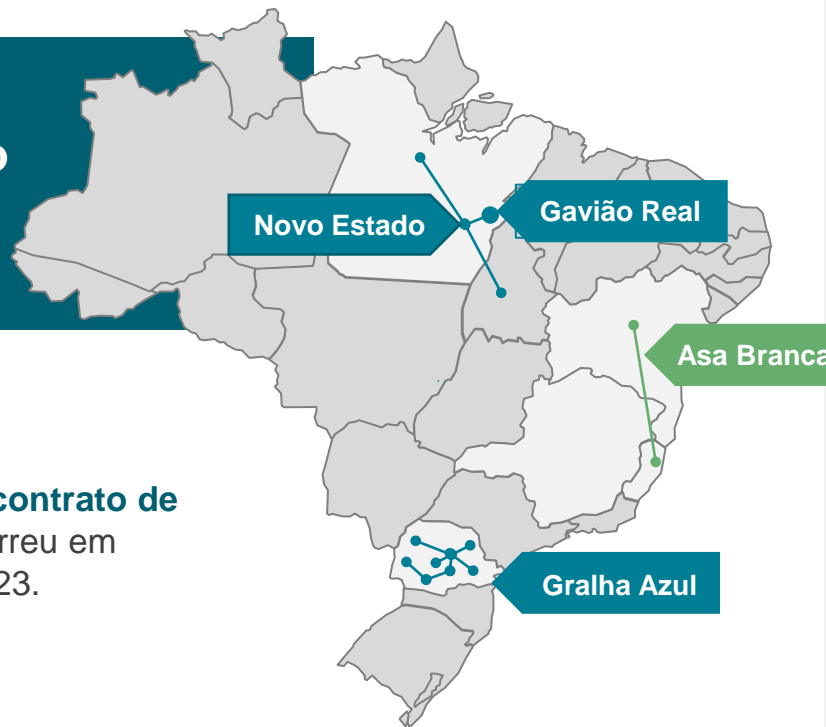 Novo Estado
Gavião Real
Asa Branca
contrato de
rreu em
23.
Gralha Azul